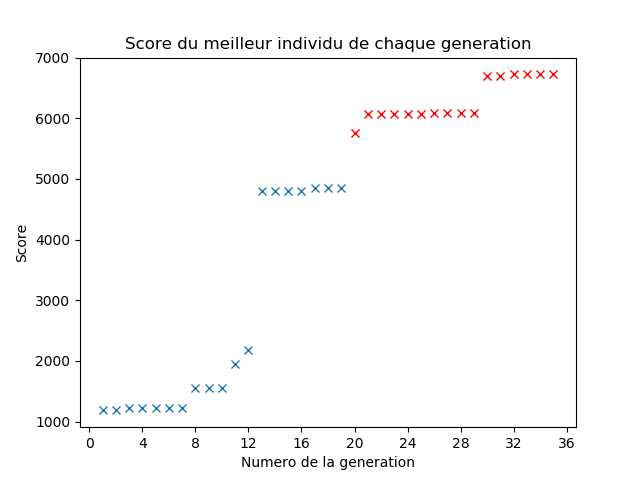 Score du meilleur individu de chaque generation
7000
6000
5000
4000
3000
2000
1000
Score
0 4 8 12 16 20 24 28 32 36
Numero de la generation